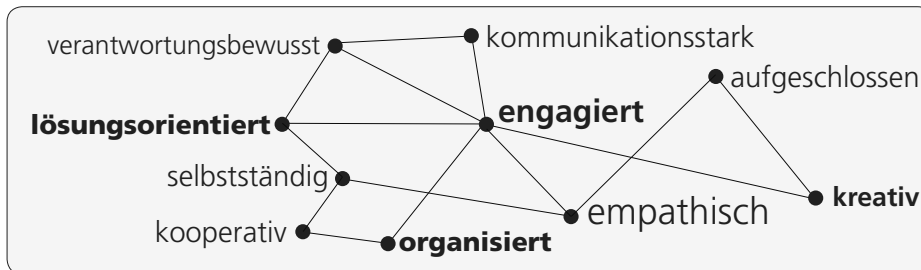 verantwortungsbewusst
kommunikationsstark
aufgeschlossen
lösungsorientiert
engagiert
selbstständig
kreativ
empathisch
kooperativ
organisiert